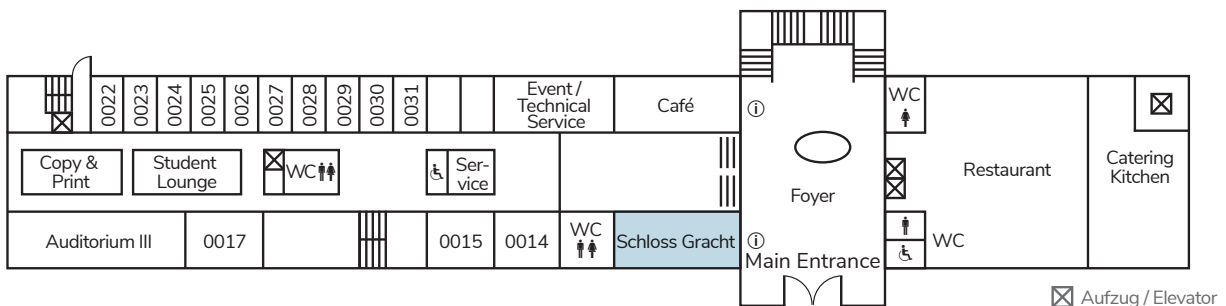 0022
0023
0024
0025
0026
0027
0028
0029
0030
0031
Event /
Technical
Service
Café
i
WC
Copy &
Print
Student
Lounge
WC
Ser-
vice
Foyer
Restaurant
Catering
Kitchen
Auditorium III
0017
0015
0014
WC
Schloss Gracht
i
Main Entrance
WC
Aufzug / Elevator